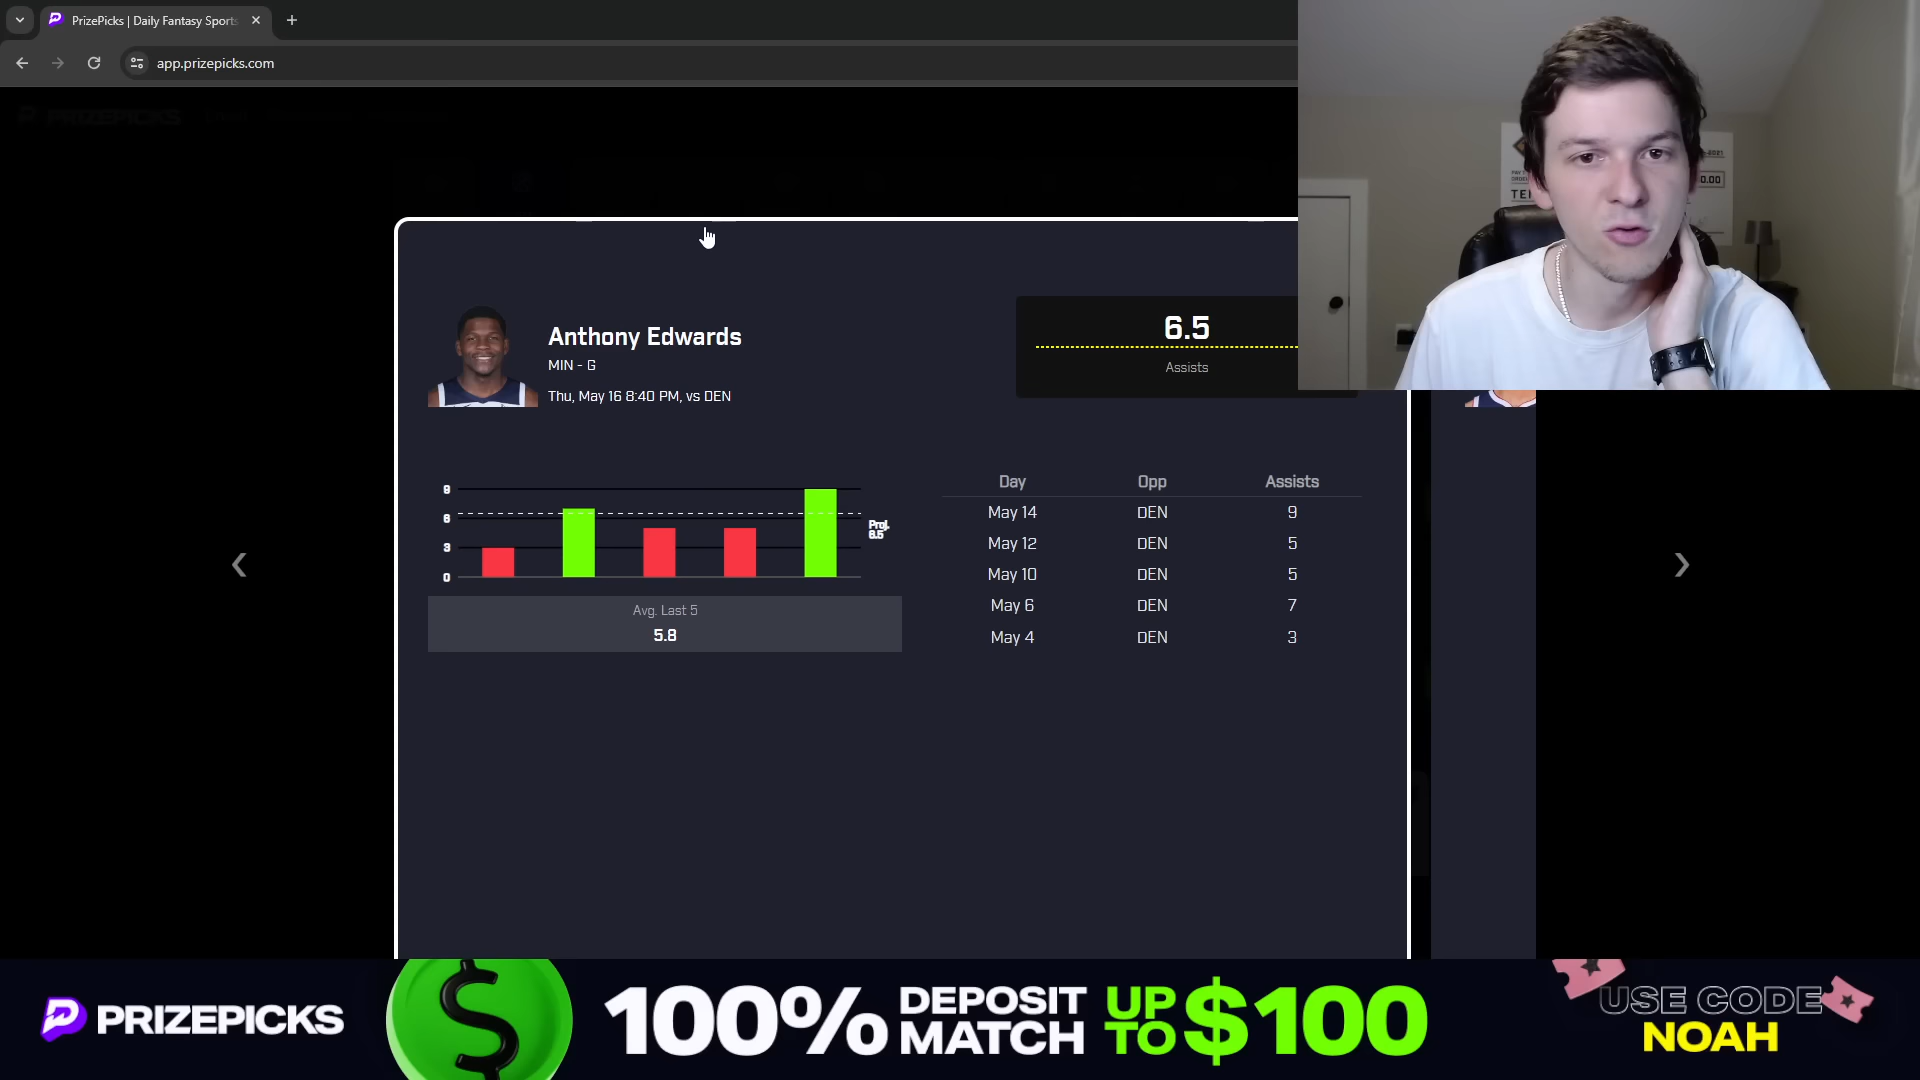 PrizePicks | Daily Fantasy Sports
app.prizepicks.com
PRIZEPICKS
Anthony Edwards
MIN - G
Thu, May 16 8:40 PM, vs DEN
6.5
Assists
9
6
3
0
Proj.
6.5
Avg. Last 5
5.8
Day Opp Assists
May 14 DEN 9
May 12 DEN 5
May 10 DEN 5
May 6 DEN 7
May 4 DEN 3
PRIZEPICKS
100% DEPOSIT MATCH UP TO $100
USE CODE
NOAH